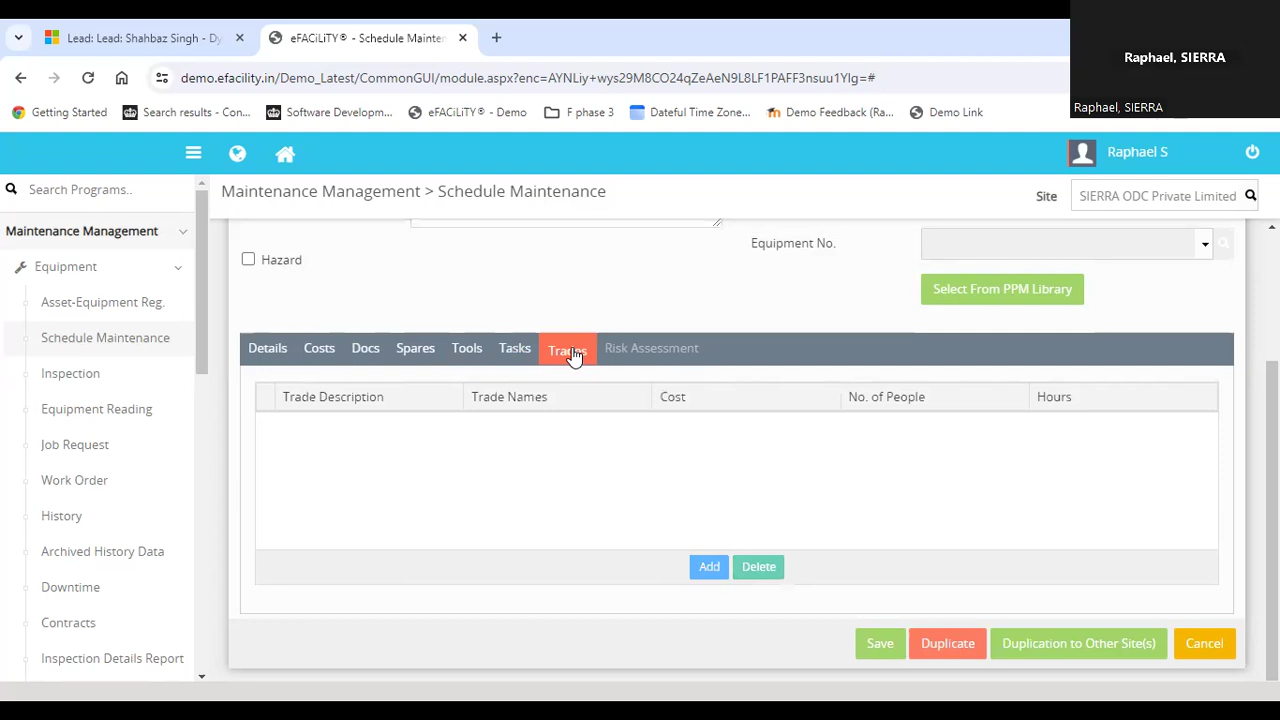 Lead: Lead: Shahbaz Singh - Dy
eFACiLiTY® - Schedule Mainten
Raphael, SIERRA
Raphael, SIERRA
demo.efacility.in/Demo_Latest/CommonGUI/module.aspx?enc=AYNLiy+wys29M8CO24qZeAeN9L8LF1PAFF3nsuu1YIg=#
Getting Started
Search results - Con...
Software Developm...
eFACiLiTY® - Demo
F phase 3
Dateful Time Zone...
Demo Feedback (Ra...
Demo Link
Raphael S
Search Programs..
Maintenance Management > Schedule Maintenance
Site
SIERRA ODC Private Limited
Maintenance Management
Equipment
Asset-Equipment Reg.
Schedule Maintenance
Inspection
Equipment Reading
Job Request
Work Order
History
Archived History Data
Downtime
Contracts
Inspection Details Report
Equipment No.
Hazard
Select From PPM Library
Details
Costs
Docs
Spares
Tools
Tasks
Trades
Risk Assessment
Trade Description
Trade Names
Cost
No. of People
Hours
Add
Delete
Save
Duplicate
Duplication to Other Site(s)
Cancel